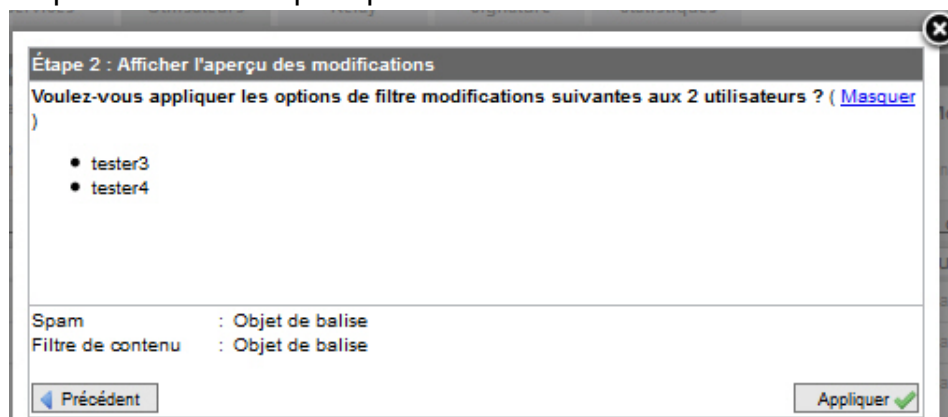 Étape 2 : Afficher l'aperçu des modifications
Voulez-vous appliquer les options de filtre modifications suivantes aux 2 utilisateurs ? ( Masquer
)
• tester3
• tester4
Spam : Objet de balise
Filtre de contenu : Objet de balise
Précédent Appliquer